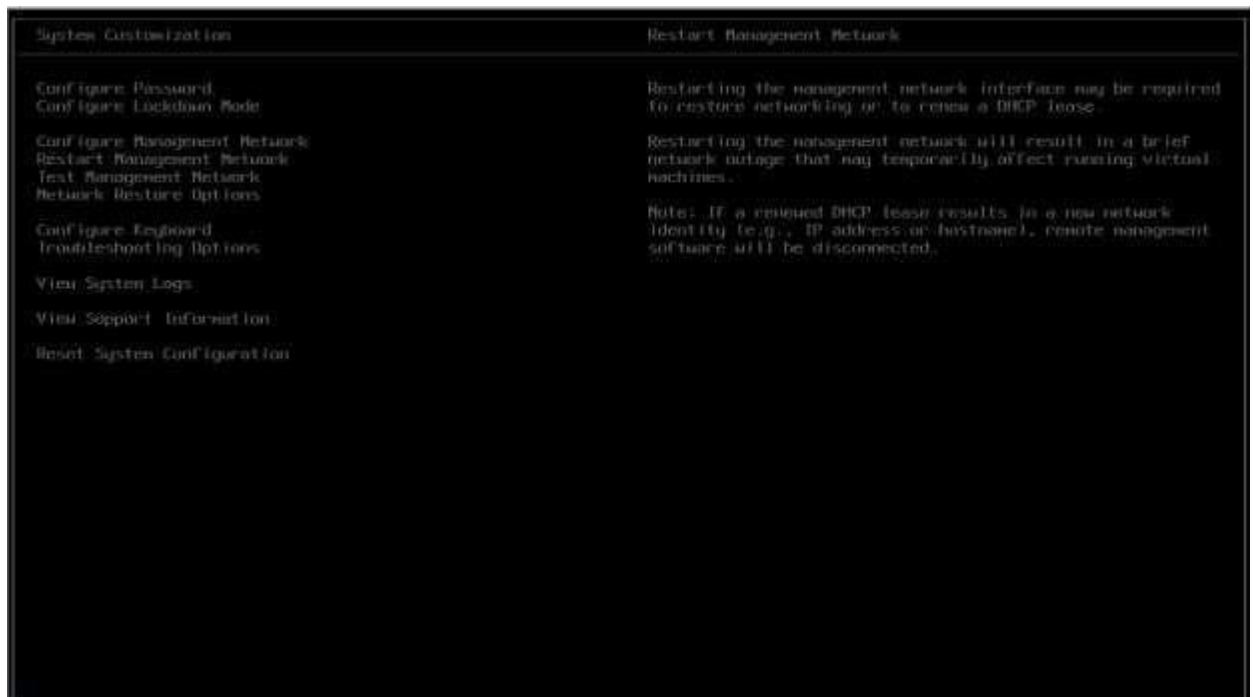 System Customization
Restart Management Network
Configure Password
Configure Lockdown Mode
Configure Management Network
Restart Management Network
Test Management Network
Network Restore Options
Configure Keyboard
Troubleshooting Options
View System Logs
View Support Information
Reset System Configuration
Restarting the management network interface may be required
to restore networking or to renew a DHCP lease
Restarting the management network will result in a brief
network outage that may temporarily affect running virtual
machines.
Note: If a renewed DHCP lease results in a new network
identity (e.g., IP address or hostname), remote management
software will be disconnected.